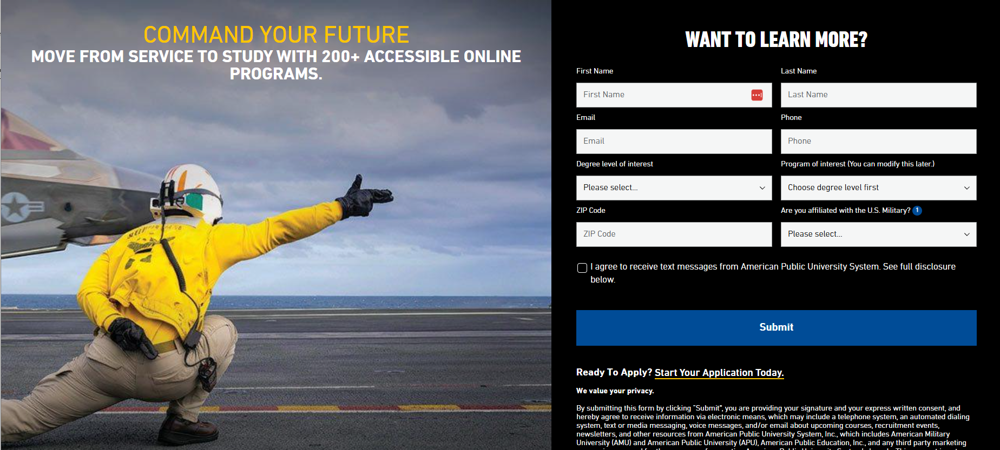 COMMAND YOUR FUTURE
MOVE FROM SERVICE TO STUDY WITH 200+ ACCESSIBLE ONLINE
PROGRAMS.
WANT TO LEARN MORE?
First Name
Last Name
First Name
Last Name
Email
Phone
Email
Phone
Degree level of interest
Program of interest (You can modify this later.)
Please select...
Choose degree level first
ZIP Code
Are you affiliated with the U.S. Military? 1
ZIP Code
Please select...
I agree to receive text messages from American Public University System. See full disclosure
below.
Submit
Ready To Apply? Start Your Application Today.
We value your privacy.
By submitting this form by clicking "Submit", you are providing your signature and your express written consent, and
hereby agree to receive information via electronic means, which may include a telephone system, an automated dialing
system, text or media messaging, voice messages, and/or email about upcoming courses, recruitment events,
newsletters, and other resources from American Public University System, Inc., which includes American Military
University (AMU) and American Public University (APU), American Public Education, Inc., and any third party marketing